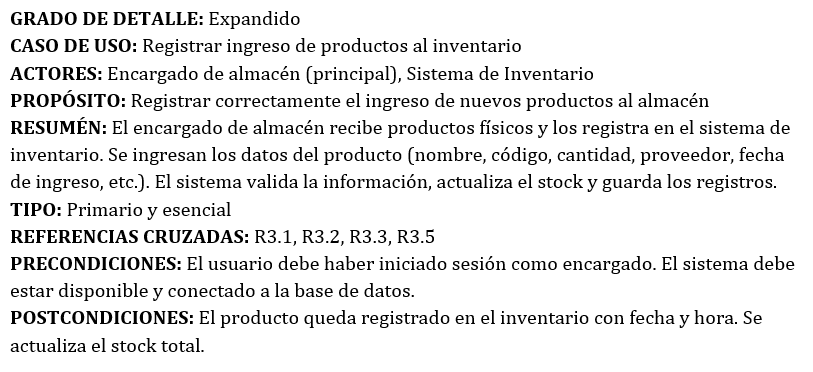 GRADO DE DETALLE: Expandido
CASO DE USO: Registrar ingreso de productos al inventario
ACTORES: Encargado de almacén (principal), Sistema de Inventario
PROPÓSITO: Registrar correctamente el ingreso de nuevos productos al almacén
RESUMÉN: El encargado de almacén recibe productos físicos y los registra en el sistema de
inventario. Se ingresan los datos del producto (nombre, código, cantidad, proveedor, fecha
de ingreso, etc.). El sistema valida la información, actualiza el stock y guarda los registros.
TIPO: Primario y esencial
REFERENCIAS CRUZADAS: R3.1, R3.2, R3.3, R3.5
PRECONDICIONES: El usuario debe haber iniciado sesión como encargado. El sistema debe
estar disponible y conectado a la base de datos.
POSTCONDICIONES: El producto queda registrado en el inventario con fecha y hora. Se
actualiza el stock total.